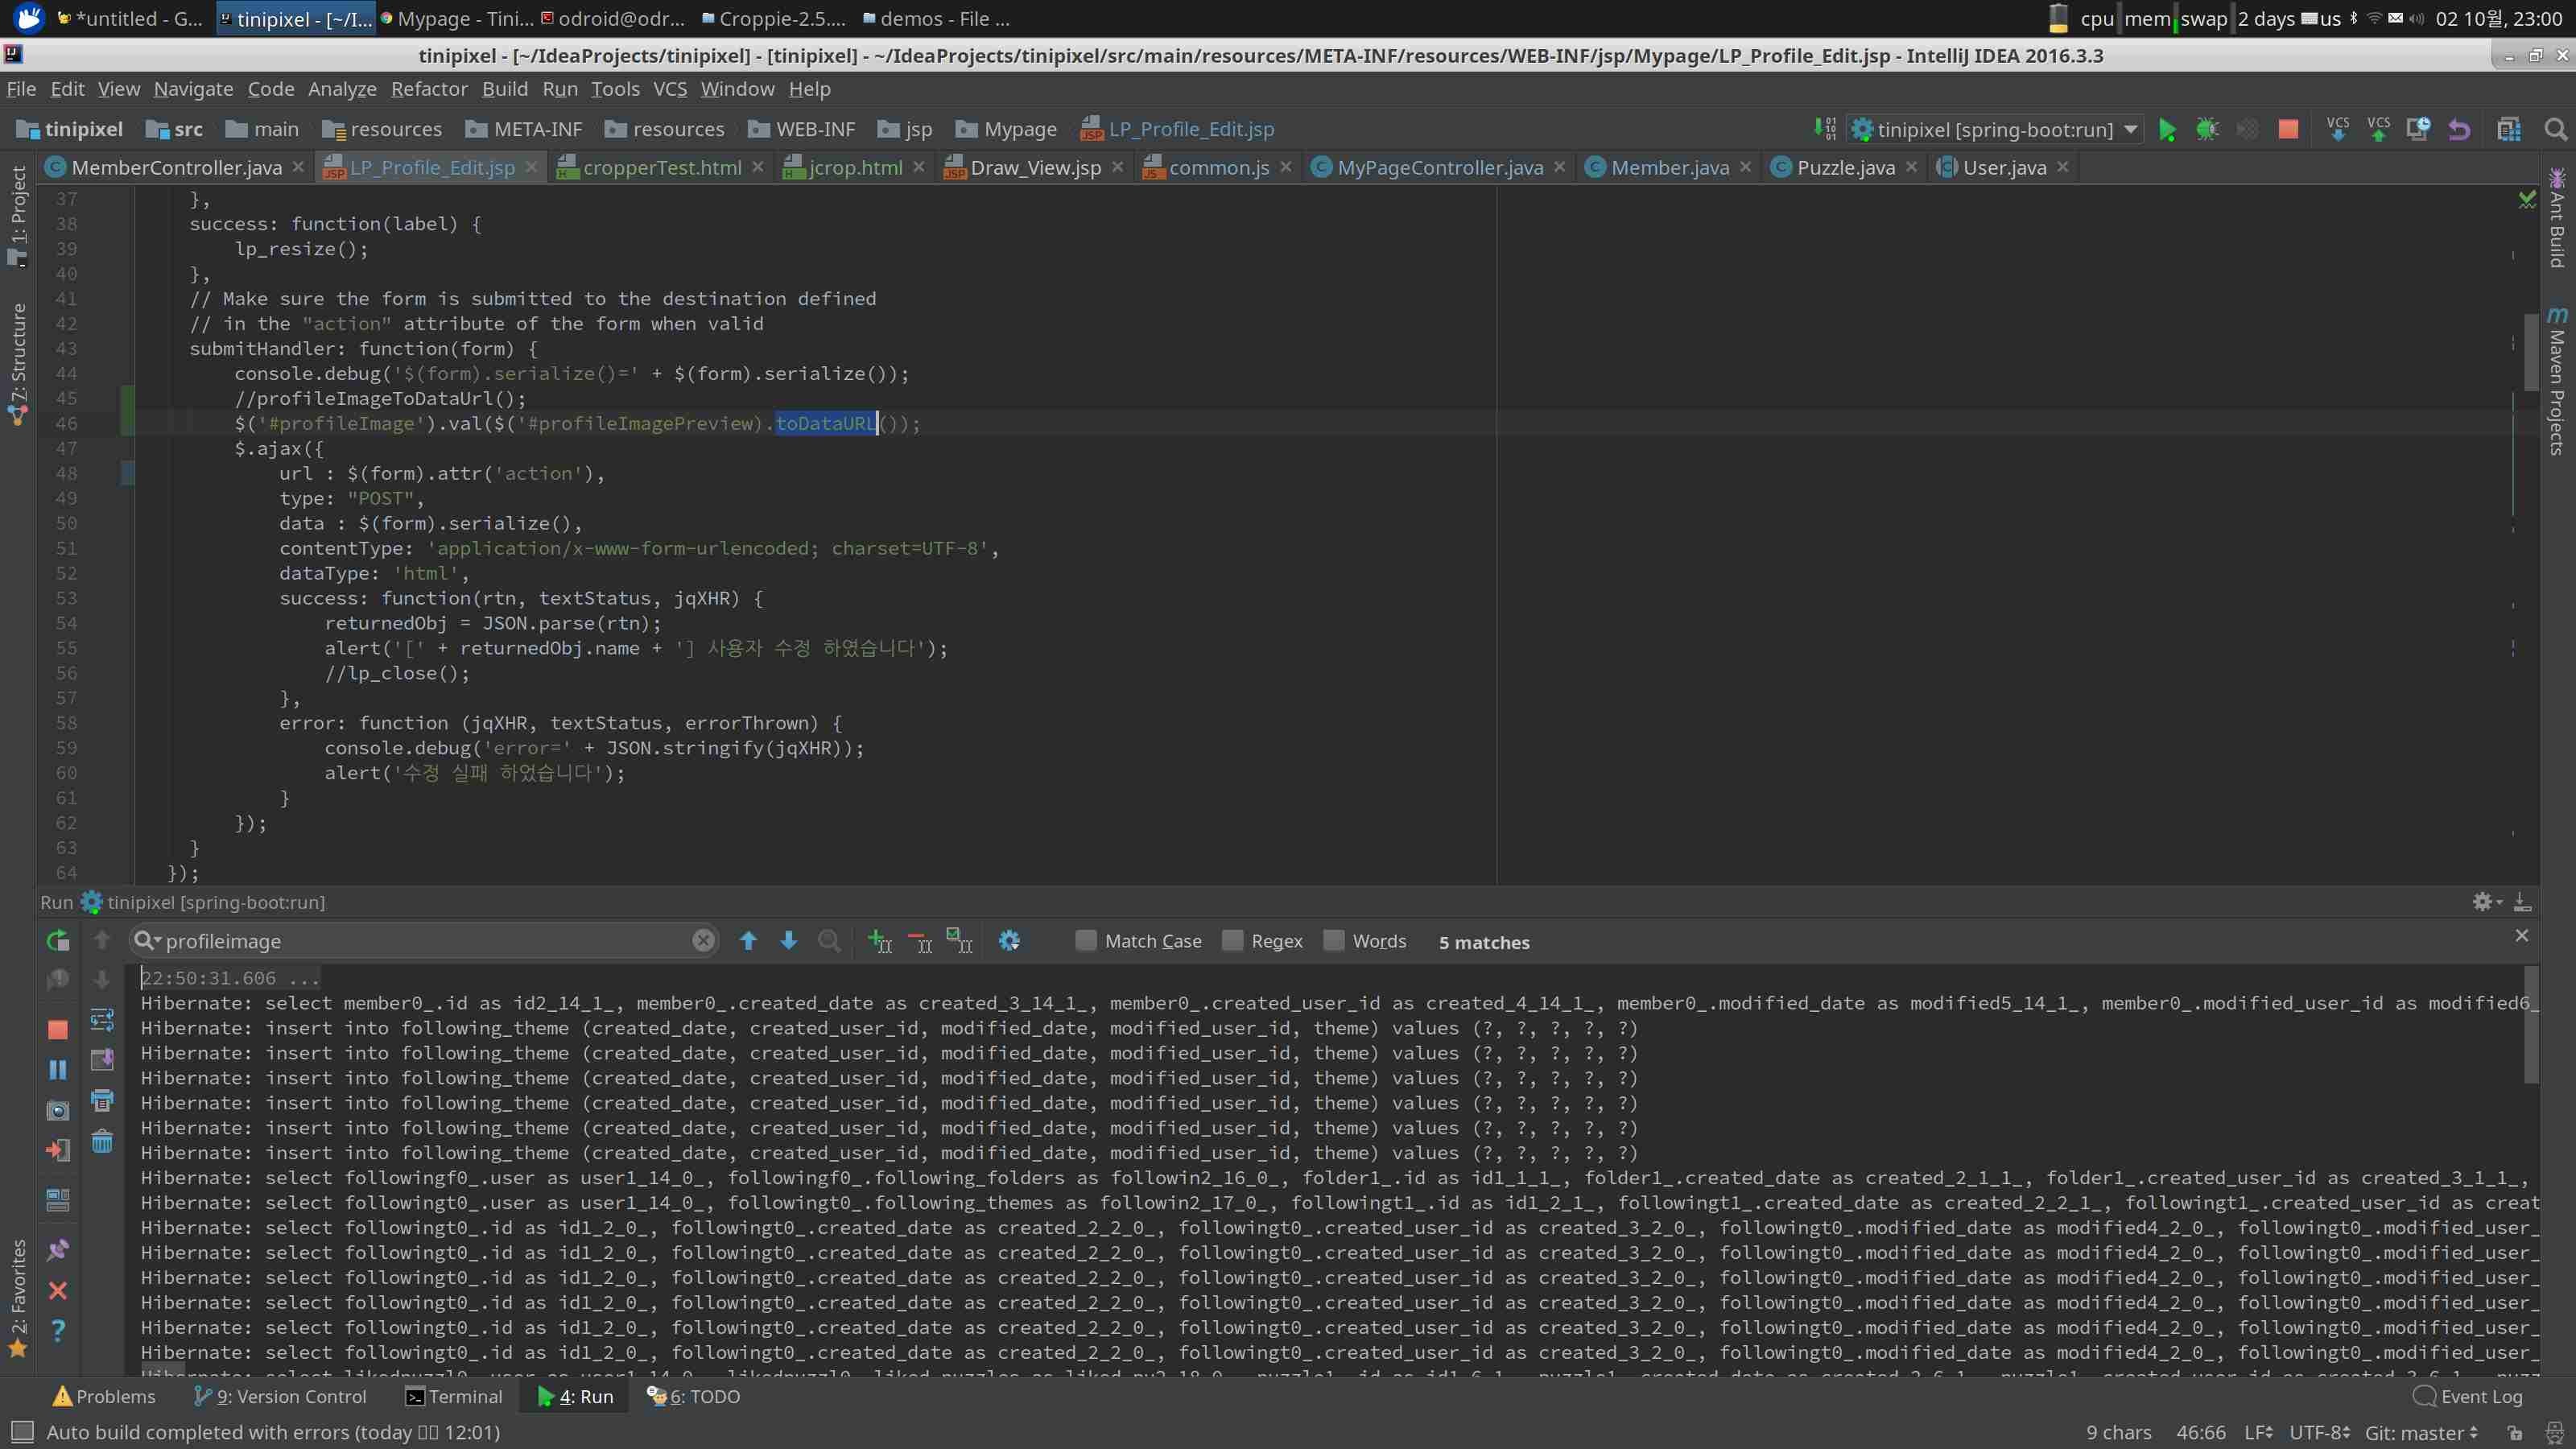 *untitled - G...
tinipixel - [~/I...
Mypage - Tini...
odroid@odr...
Croppie-2.5....
demos - File ...
cpu mem swap 2 days us 02 10월, 23:00
tinipixel - [~/IdeaProjects/tinipixel] - [tinipixel] - ~/IdeaProjects/tinipixel/src/main/resources/META-INF/resources/WEB-INF/jsp/Mypage/LP_Profile_Edit.jsp - IntelliJ IDEA 2016.3.3
File Edit View Navigate Code Analyze Refactor Build Run Tools VCS Window Help
tinipixel src main resources META-INF resources WEB-INF jsp Mypage LP_Profile_Edit.jsp tinipixel [spring-boot:run] VCS VCS
MemberController.java LP_Profile_Edit.jsp cropperTest.html jcrop.html Draw_View.jsp common.js MyPageController.java Member.java Puzzle.java User.java
1: Project
Z: Structure
2: Favorites
Ant Build
Maven Projects
37 },
38 success: function(label) {
39 lp_resize();
40 },
41 // Make sure the form is submitted to the destination defined
42 // in the "action" attribute of the form when valid
43 submitHandler: function(form) {
44 console.debug('$(form).serialize()=' + $(form).serialize());
45 //profileImageToDataUrl();
46 $('#profileImage').val($('#profileImagePreview).toDataURL());
47 $.ajax({
48 url : $(form).attr('action'),
49 type: "POST",
50 data : $(form).serialize(),
51 contentType: 'application/x-www-form-urlencoded; charset=UTF-8',
52 dataType: 'html',
53 success: function(rtn, textStatus, jqXHR) {
54 returnedObj = JSON.parse(rtn);
55 alert('[' + returnedObj.name + '] 사용자 수정 하였습니다');
56 //lp_close();
57 },
58 error: function (jqXHR, textStatus, errorThrown) {
59 console.debug('error=' + JSON.stringify(jqXHR));
60 alert('수정 실패 하었습니다');
61 }
62 });
63 }
64 });
Run tinipixel [spring-boot:run]
profileimage Match Case Regex Words 5 matches
22:50:31.606 ...
Hibernate: select member0_.id as id2_14_1_, member0_.created_date as created_3_14_1_, member0_.created_user_id as created_4_14_1_, member0_.modified_date as modified5_14_1_, member0_.modified_user_id as modified6_
Hibernate: insert into following_theme (created_date, created_user_id, modified_date, modified_user_id, theme) values (?, ?, ?, ?, ?)
Hibernate: insert into following_theme (created_date, created_user_id, modified_date, modified_user_id, theme) values (?, ?, ?, ?, ?)
Hibernate: insert into following_theme (created_date, created_user_id, modified_date, modified_user_id, theme) values (?, ?, ?, ?, ?)
Hibernate: insert into following_theme (created_date, created_user_id, modified_date, modified_user_id, theme) values (?, ?, ?, ?, ?)
Hibernate: insert into following_theme (created_date, created_user_id, modified_date, modified_user_id, theme) values (?, ?, ?, ?, ?)
Hibernate: insert into following_theme (created_date, created_user_id, modified_date, modified_user_id, theme) values (?, ?, ?, ?, ?)
Hibernate: select followingf0_.user as user1_14_0_, followingf0_.following_folders as followin2_16_0_, folder1_.id as id1_1_1_, folder1_.created_date as created_2_1_1_, folder1_.created_user_id as created_3_1_1_,
Hibernate: select followingt0_.user as user1_14_0_, followingt0_.following_themes as followin2_17_0_, followingt1_.id as id1_2_1_, followingt1_.created_date as created_2_2_1_, followingt1_.created_user_id as creat
Hibernate: select followingt0_.id as id1_2_0_, followingt0_.created_date as created_2_2_0_, followingt0_.created_user_id as created_3_2_0_, followingt0_.modified_date as modified4_2_0_, followingt0_.modified_user_
Hibernate: select followingt0_.id as id1_2_0_, followingt0_.created_date as created_2_2_0_, followingt0_.created_user_id as created_3_2_0_, followingt0_.modified_date as modified4_2_0_, followingt0_.modified_user_
Hibernate: select followingt0_.id as id1_2_0_, followingt0_.created_date as created_2_2_0_, followingt0_.created_user_id as created_3_2_0_, followingt0_.modified_date as modified4_2_0_, followingt0_.modified_user_
Hibernate: select followingt0_.id as id1_2_0_, followingt0_.created_date as created_2_2_0_, followingt0_.created_user_id as created_3_2_0_, followingt0_.modified_date as modified4_2_0_, followingt0_.modified_user_
Hibernate: select followingt0_.id as id1_2_0_, followingt0_.created_date as created_2_2_0_, followingt0_.created_user_id as created_3_2_0_, followingt0_.modified_date as modified4_2_0_, followingt0_.modified_user_
Hibernate: select followingt0_.id as id1_2_0_, followingt0_.created_date as created_2_2_0_, followingt0_.created_user_id as created_3_2_0_, followingt0_.modified_date as modified4_2_0_, followingt0_.modified_user_
Problems 9: Version Control Terminal 4: Run 6: TODO Event Log
Auto build completed with errors (today 12:01) 9 chars 46:66 LF UTF-8 Git: master